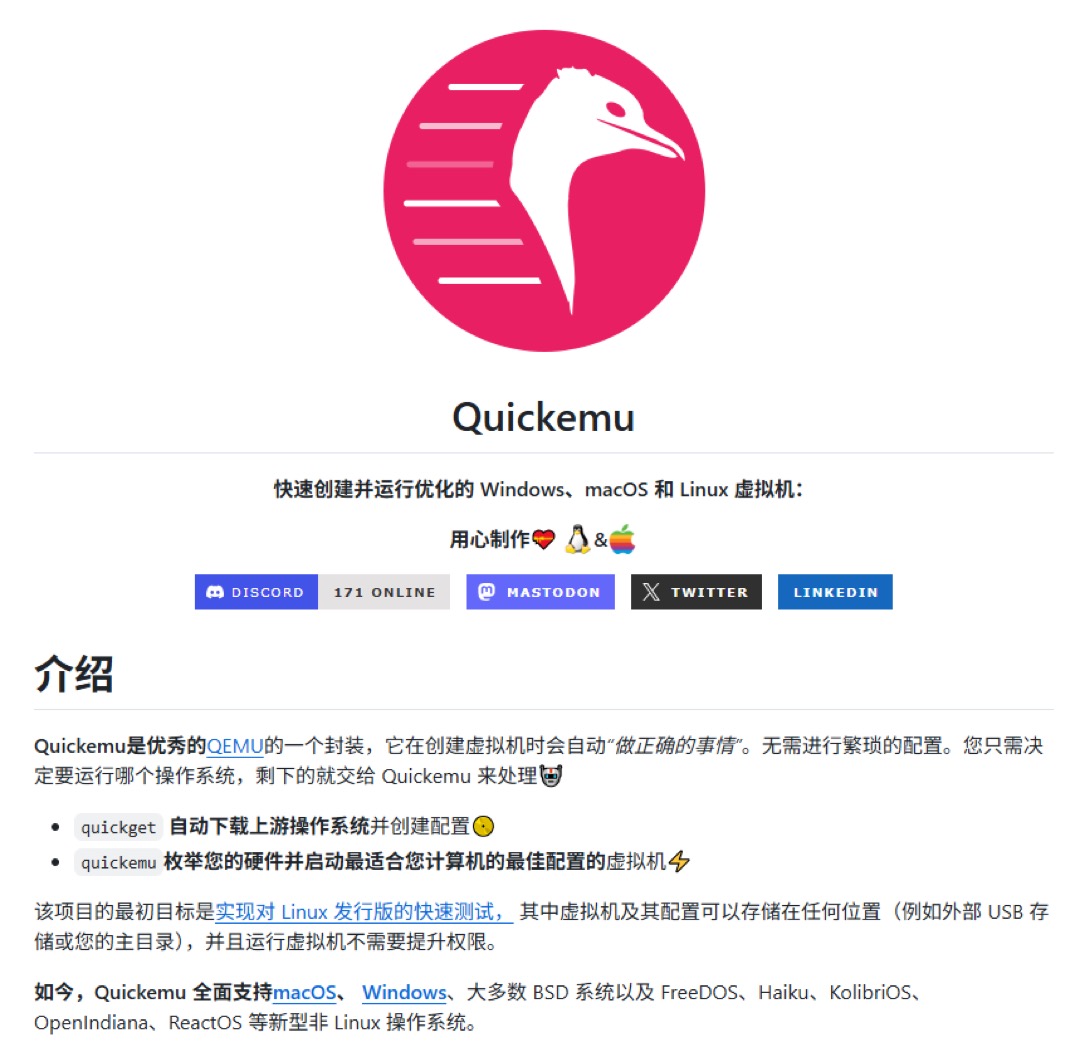 Quickemu
快速创建并运行优化的 Windows、macOS 和 Linux 虚拟机：
用心制作💝 🐧&🍎
DISCORD 171 ONLINE MASTODON TWITTER LINKEDIN
介绍
Quickemu是优秀的QEMU的一个封装，它在创建虚拟机时会自动“做正确的事情”。无需进行繁琐的配置。您只需决
定要运行哪个操作系统，剩下的就交给 Quickemu 来处理🤖
• quickget 自动下载上游操作系统并创建配置📀
• quickemu 枚举您的硬件并启动最适合您计算机的最佳配置的虚拟机⚡
该项目的最初目标是实现对 Linux 发行版的快速测试， 其中虚拟机及其配置可以存储在任何位置（例如外部 USB 存
储或您的主目录），并且运行虚拟机不需要提升权限。
如今，Quickemu 全面支持macOS、 Windows、大多数 BSD 系统以及 FreeDOS、Haiku、KolibriOS、
OpenIndiana、ReactOS 等新型非 Linux 操作系统。